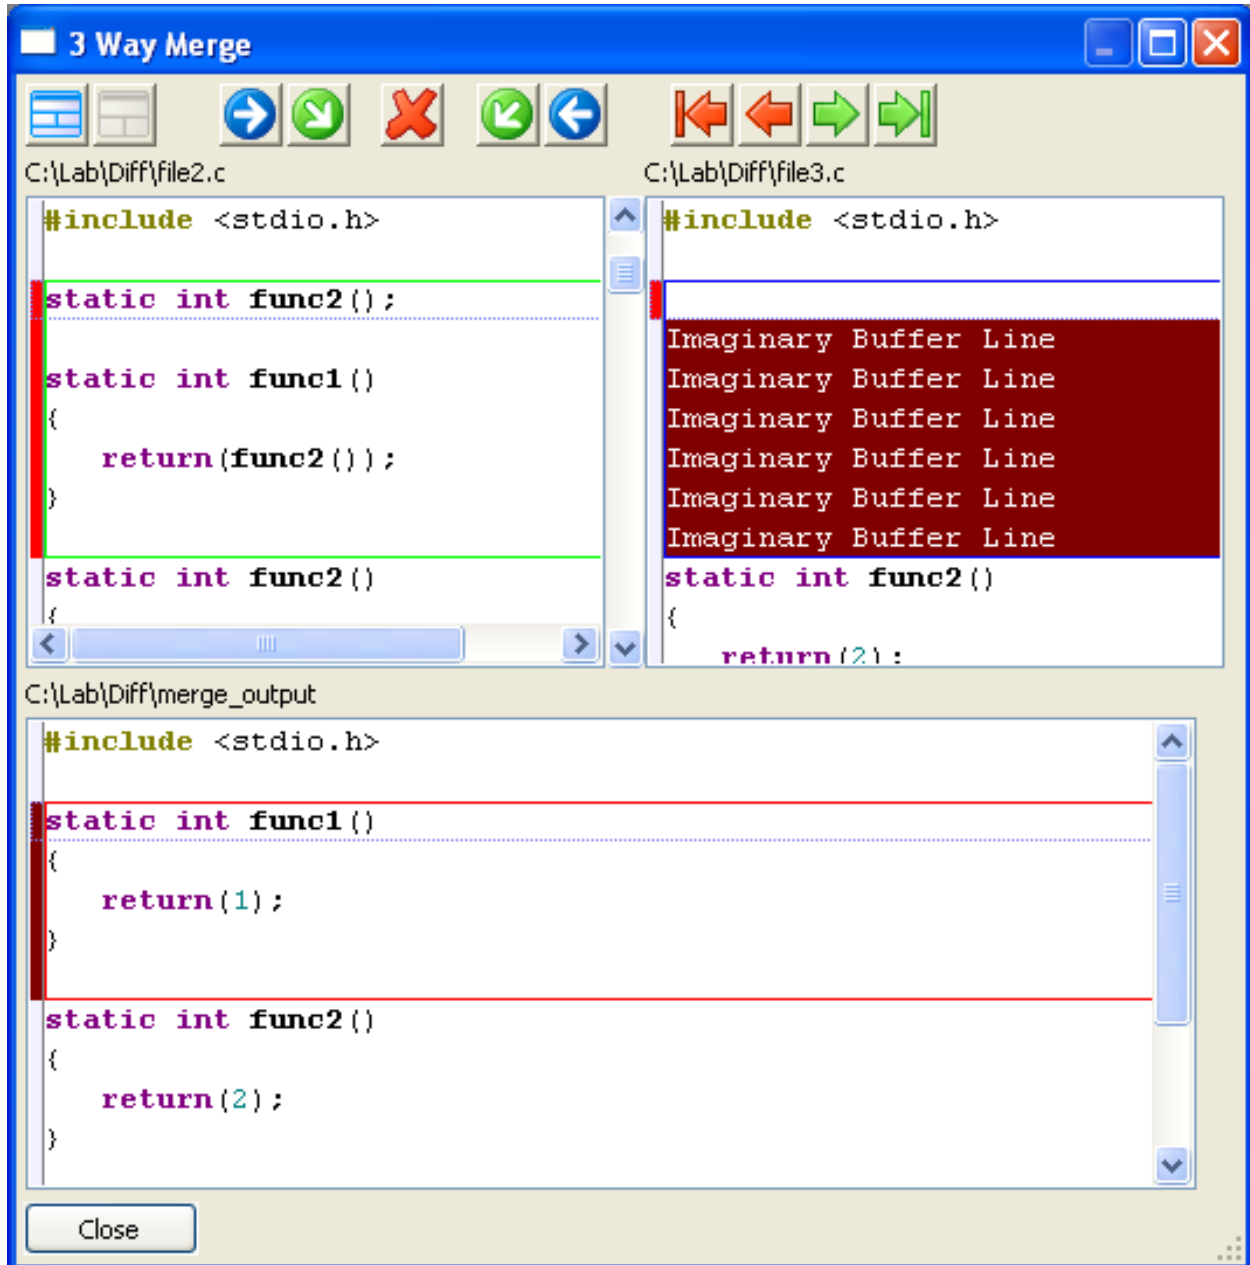 3 Way Merge
C:\Lab\Diff\file2.c
#include <stdio.h>
static int func2();
static int func1()
{
return(func2());
}
static int func2()
{
C:\Lab\Diff\file3.c
#include <stdio.h>
Imaginary Buffer Line
Imaginary Buffer Line
Imaginary Buffer Line
Imaginary Buffer Line
Imaginary Buffer Line
Imaginary Buffer Line
static int func2()
{
return(2);
C:\Lab\Diff\merge_output
#include <stdio.h>
static int func1()
{
return(1);
}
static int func2()
{
return(2);
}
Close